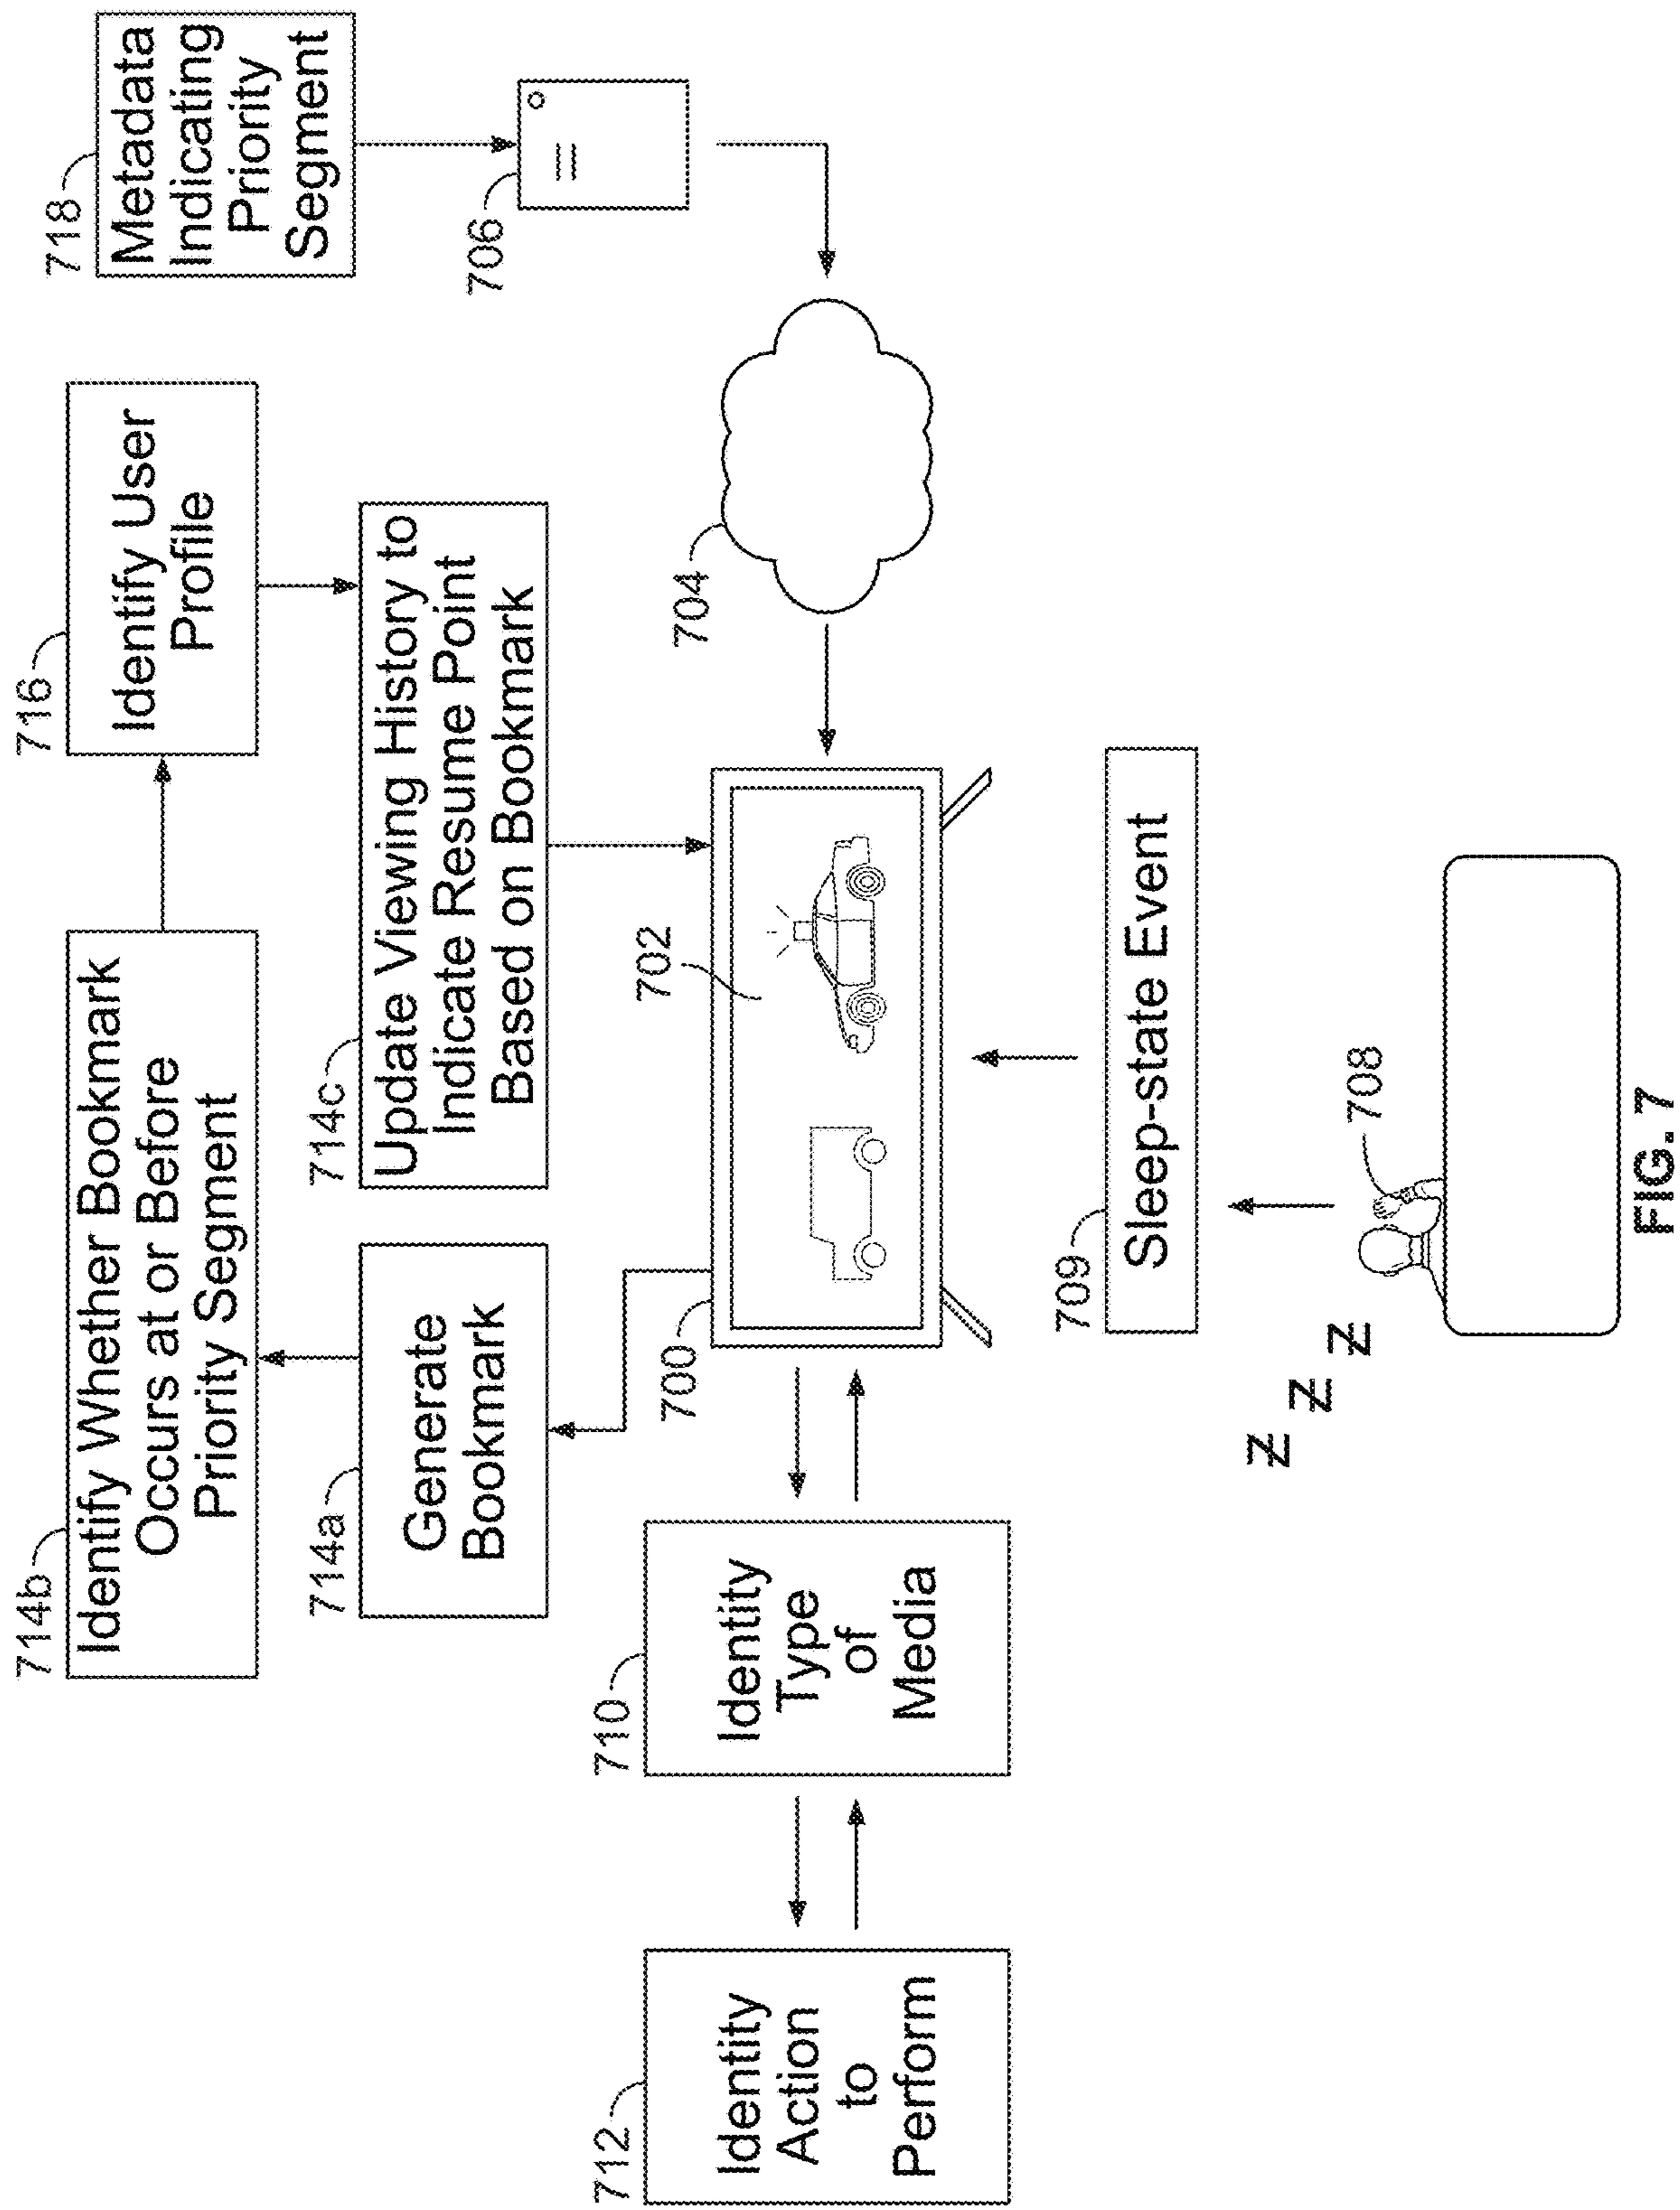 714b
Identify Whether Bookmark
Occurs at or Before
Priority Segment
716
Identify User
Profile
718
Metadata
Indicating
Priority
Segment
714a
Generate
Bookmark
714c
Update Viewing History to
Indicate Resume Point
Based on Bookmark
706
712
Identity
Action
to
Perform
710
Identity
Type
of
Media
700
702
704
709
Sleep-state Event
Z Z Z
708
FIG. 7